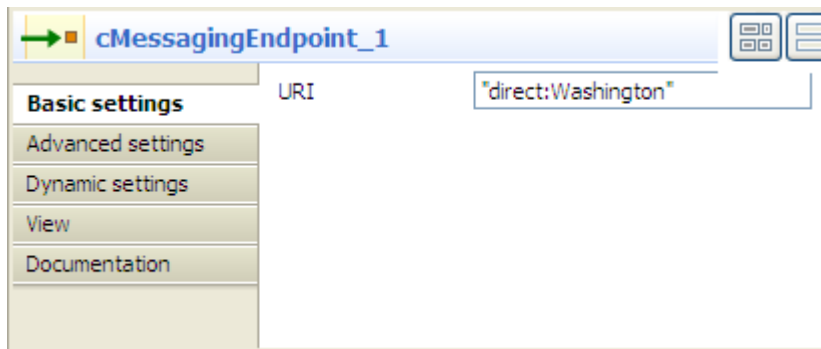 cMessagingEndpoint_1
Basic settings
URI
"direct:Washington"
Advanced settings
Dynamic settings
View
Documentation